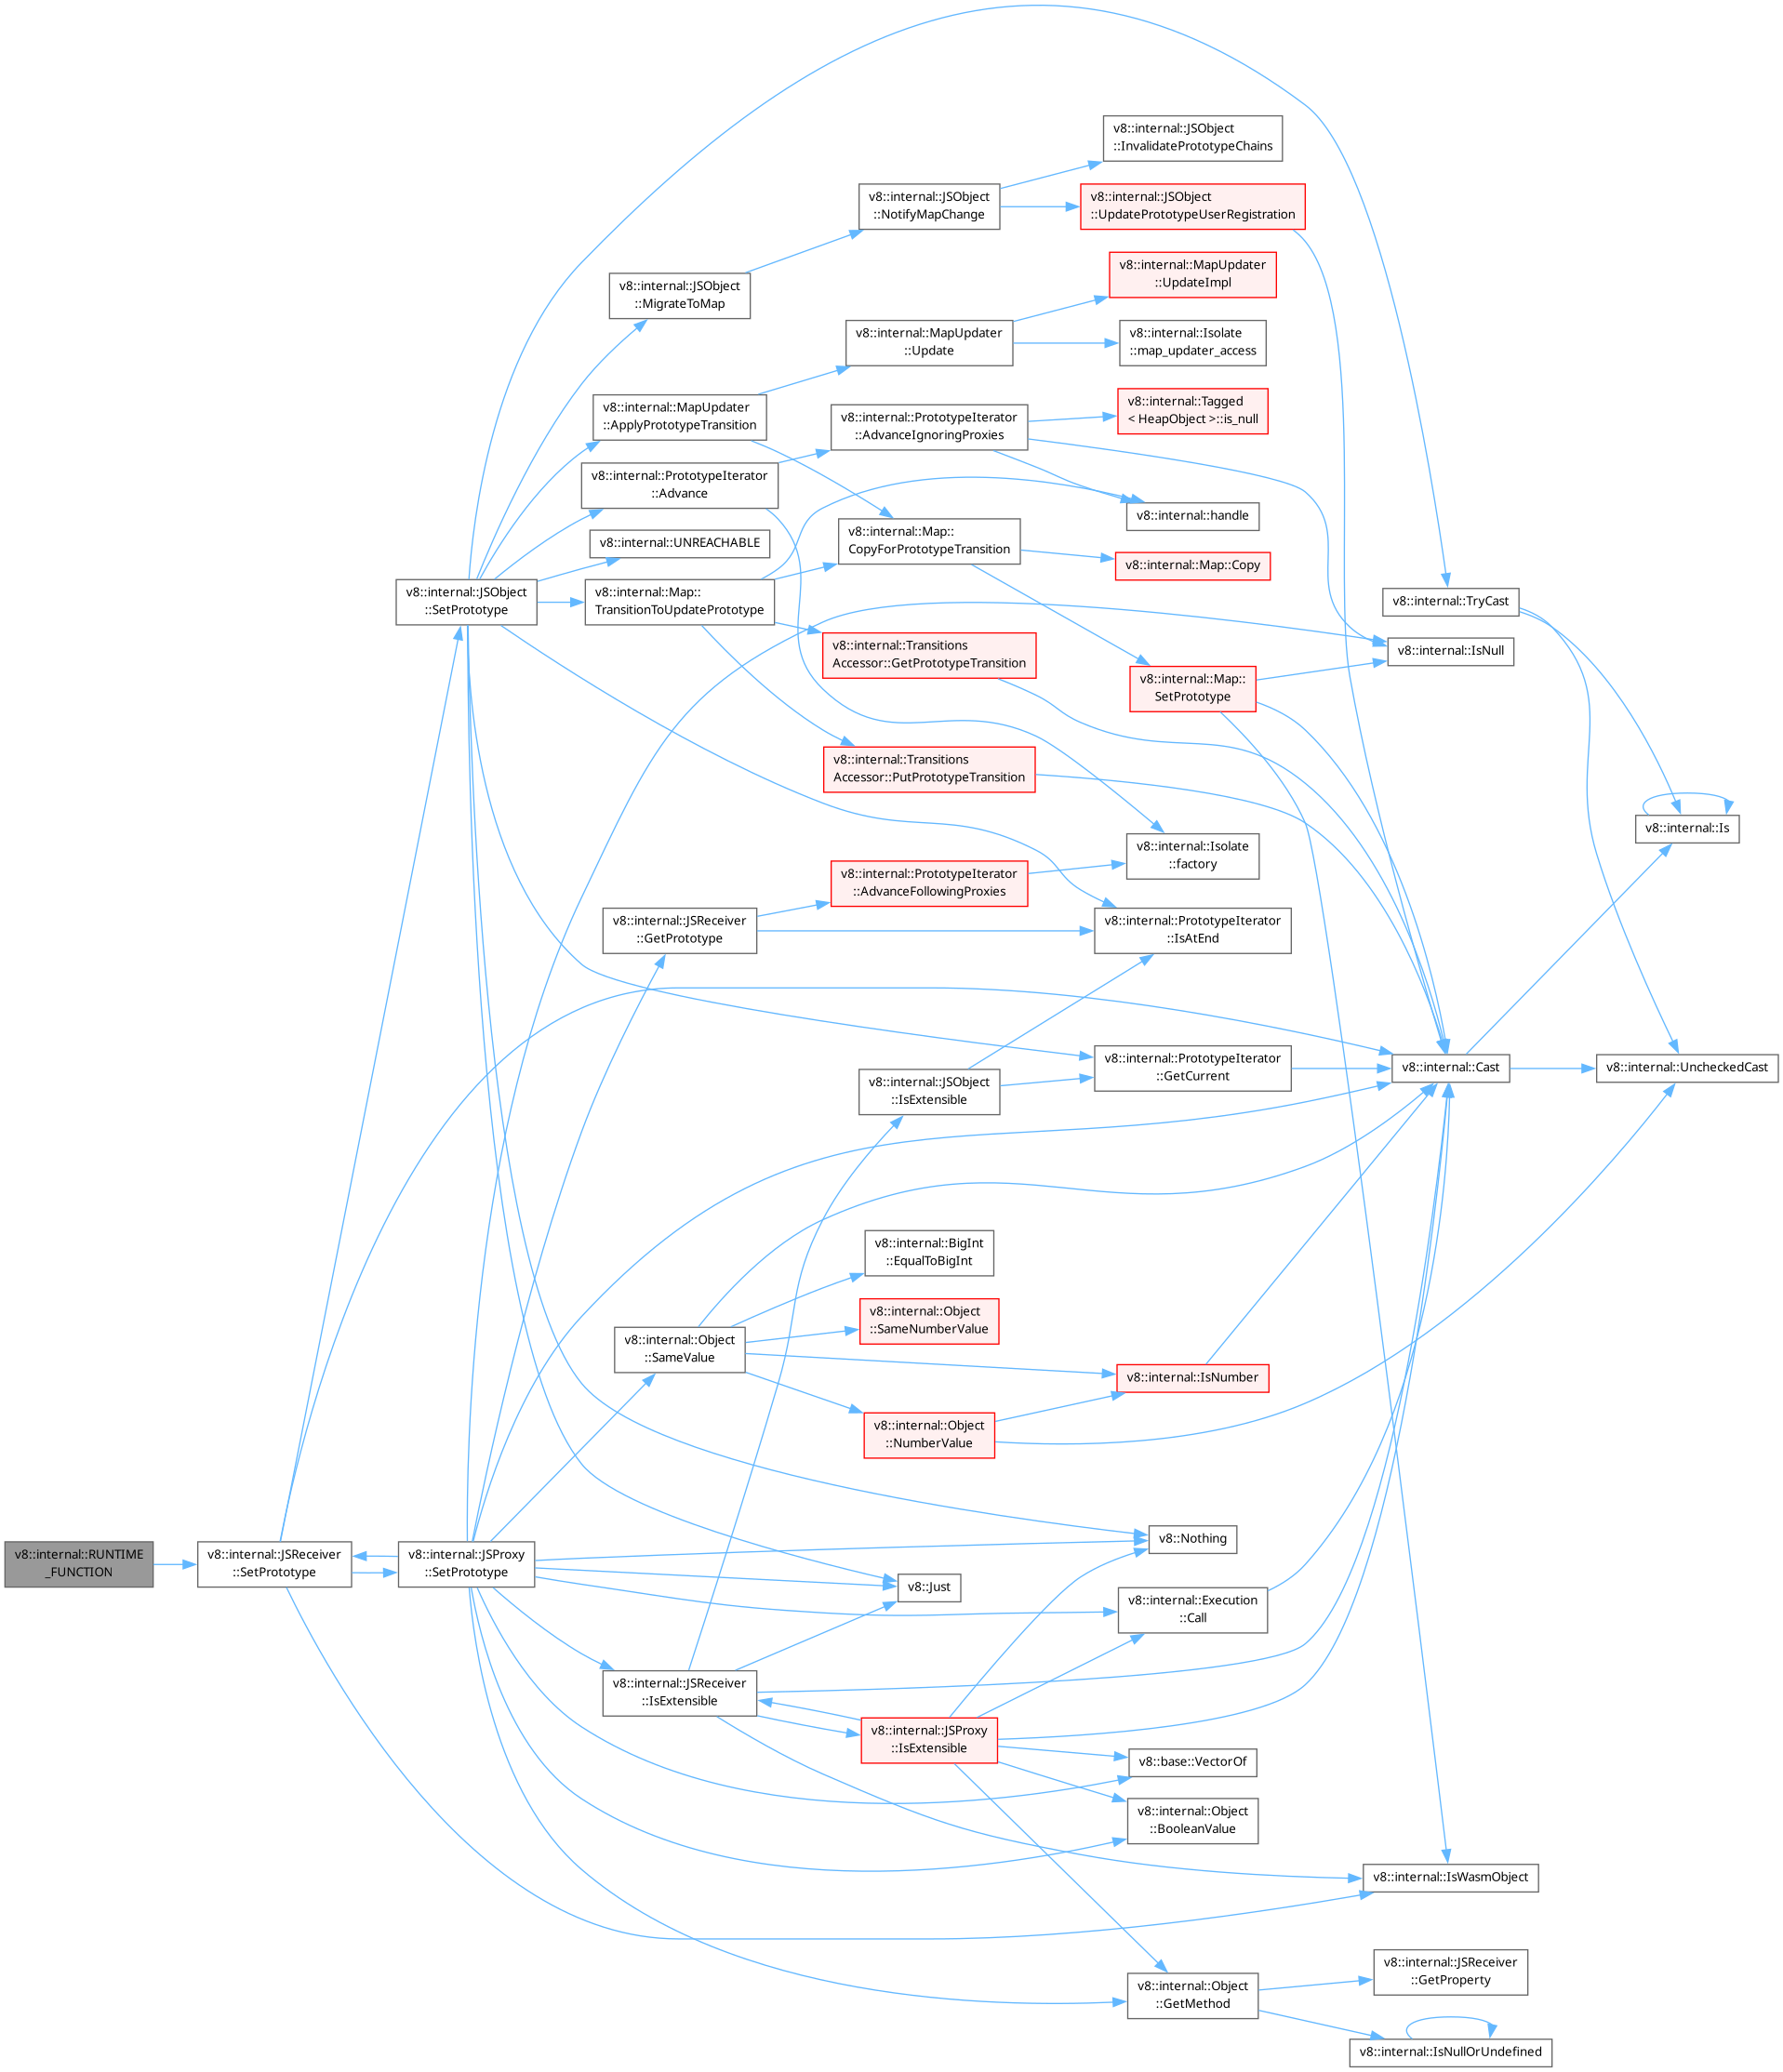 v8::internal::JSObject
::InvalidatePrototypeChains
v8::internal::JSObject
::NotifyMapChange
v8::internal::JSObject
::UpdatePrototypeUserRegistration
v8::internal::JSObject
::MigrateToMap
v8::internal::MapUpdater
::UpdateImpl
v8::internal::MapUpdater
::Update
v8::internal::Isolate
::map_updater_access
v8::internal::MapUpdater
::ApplyPrototypeTransition
v8::internal::PrototypeIterator
::AdvanceIgnoringProxies
v8::internal::Tagged
< HeapObject >::is_null
v8::internal::PrototypeIterator
::Advance
v8::internal::handle
v8::internal::UNREACHABLE
v8::internal::Map::
CopyForPrototypeTransition
v8::internal::Map::Copy
v8::internal::JSObject
::SetPrototype
v8::internal::Map::
TransitionToUpdatePrototype
v8::internal::TryCast
v8::internal::Transitions
Accessor::GetPrototypeTransition
v8::internal::IsNull
v8::internal::Map::
SetPrototype
v8::internal::Transitions
Accessor::PutPrototypeTransition
v8::internal::Is
v8::internal::Isolate
::factory
v8::internal::PrototypeIterator
::AdvanceFollowingProxies
v8::internal::JSReceiver
::GetPrototype
v8::internal::PrototypeIterator
::IsAtEnd
v8::internal::PrototypeIterator
::GetCurrent
v8::internal::Cast
v8::internal::UncheckedCast
v8::internal::JSObject
::IsExtensible
v8::internal::BigInt
::EqualToBigInt
v8::internal::Object
::SameNumberValue
v8::internal::Object
::SameValue
v8::internal::IsNumber
v8::internal::Object
::NumberValue
v8::Nothing
v8::internal::RUNTIME
_FUNCTION
v8::internal::JSReceiver
::SetPrototype
v8::internal::JSProxy
::SetPrototype
v8::Just
v8::internal::Execution
::Call
v8::internal::JSReceiver
::IsExtensible
v8::internal::JSProxy
::IsExtensible
v8::base::VectorOf
v8::internal::Object
::BooleanValue
v8::internal::IsWasmObject
v8::internal::JSReceiver
::GetProperty
v8::internal::Object
::GetMethod
v8::internal::IsNullOrUndefined